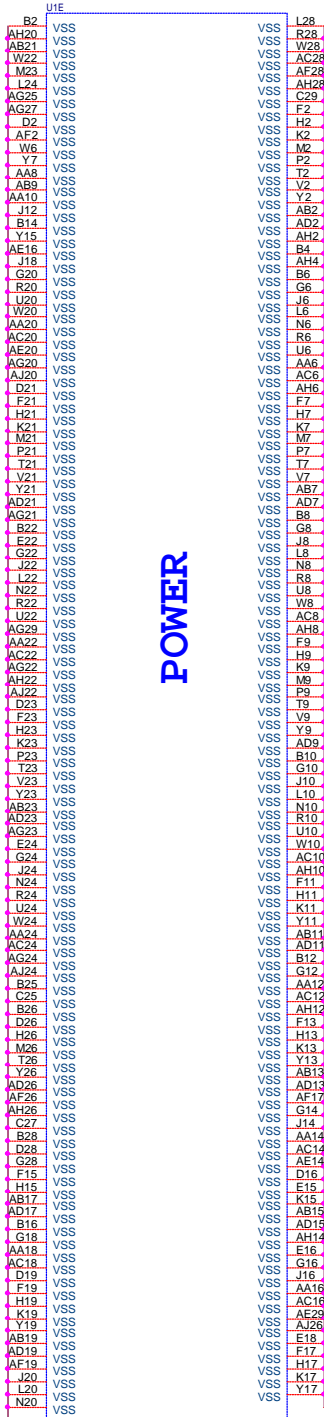 U1E
B2 VSS VSS L28
AH20 VSS VSS R28
AB21 VSS VSS W28
W22 VSS VSS AC28
M23 VSS VSS AF28
L24 VSS VSS AH28
AG25 VSS VSS C29
AG27 VSS VSS F2
D2 VSS VSS H2
AF2 VSS VSS K2
W6 VSS VSS M2
Y7 VSS VSS P2
AA8 VSS VSS T2
AB9 VSS VSS V2
AA10 VSS VSS Y2
J12 VSS VSS AB2
B14 VSS VSS AD2
Y15 VSS VSS AH2
AE16 VSS VSS B4
J18 VSS VSS AH4
G20 VSS VSS B6
R20 VSS VSS G6
U20 VSS VSS J6
W20 VSS VSS L6
AA20 VSS VSS N6
AC20 VSS VSS R6
AE20 VSS VSS U6
AG20 VSS VSS AA6
AJ20 VSS VSS AC6
D21 VSS VSS AH6
F21 VSS VSS F7
H21 VSS VSS H7
K21 VSS VSS K7
M21 VSS VSS M7
P21 VSS VSS P7
T21 VSS VSS T7
V21 VSS VSS V7
Y21 VSS VSS AB7
AD21 VSS VSS AD7
AG21 VSS VSS B8
B22 VSS VSS G8
E22 VSS VSS J8
G22 VSS VSS L8
J22 VSS VSS N8
L22 VSS VSS R8
N22 VSS VSS U8
R22 VSS VSS W8
U22 VSS VSS AC8
AG29 VSS VSS AH8
AA22 VSS VSS F9
AC22 VSS VSS H9
AG22 VSS VSS K9
AH22 VSS VSS M9
AJ22 VSS VSS P9
D23 VSS VSS T9
F23 VSS VSS V9
H23 VSS VSS Y9
K23 VSS VSS AD9
P23 VSS VSS B10
T23 VSS VSS G10
V23 VSS VSS J10
Y23 VSS VSS L10
AB23 VSS VSS N10
AD23 VSS VSS R10
AG23 VSS VSS U10
E24 VSS VSS W10
G24 VSS VSS AC10
J24 VSS VSS AH10
N24 VSS VSS F11
R24 VSS VSS H11
U24 VSS VSS K11
W24 VSS VSS Y11
AA24 VSS VSS AB11
AC24 VSS VSS AD11
AG24 VSS VSS B12
AJ24 VSS VSS G12
B25 VSS VSS AA12
C25 VSS VSS AC12
B26 VSS VSS AH12
D26 VSS VSS F13
H26 VSS VSS H13
M26 VSS VSS K13
T26 VSS VSS Y13
Y26 VSS VSS AB13
AD26 VSS VSS AD13
AF26 VSS VSS AF17
AH26 VSS VSS G14
C27 VSS VSS J14
B28 VSS VSS AA14
D28 VSS VSS AC14
G28 VSS VSS AE14
F15 VSS VSS D16
H15 VSS VSS E15
AB17 VSS VSS K15
AD17 VSS VSS AB15
B16 VSS VSS AD15
G18 VSS VSS AH14
AA18 VSS VSS E16
AC18 VSS VSS G16
D19 VSS VSS J16
F19 VSS VSS AA16
H19 VSS VSS AC16
K19 VSS VSS AE29
Y19 VSS VSS AJ26
AB19 VSS VSS E18
AD19 VSS VSS F17
AF19 VSS VSS H17
J20 VSS VSS K17
L20 VSS VSS Y17
N20 VSS
POWER